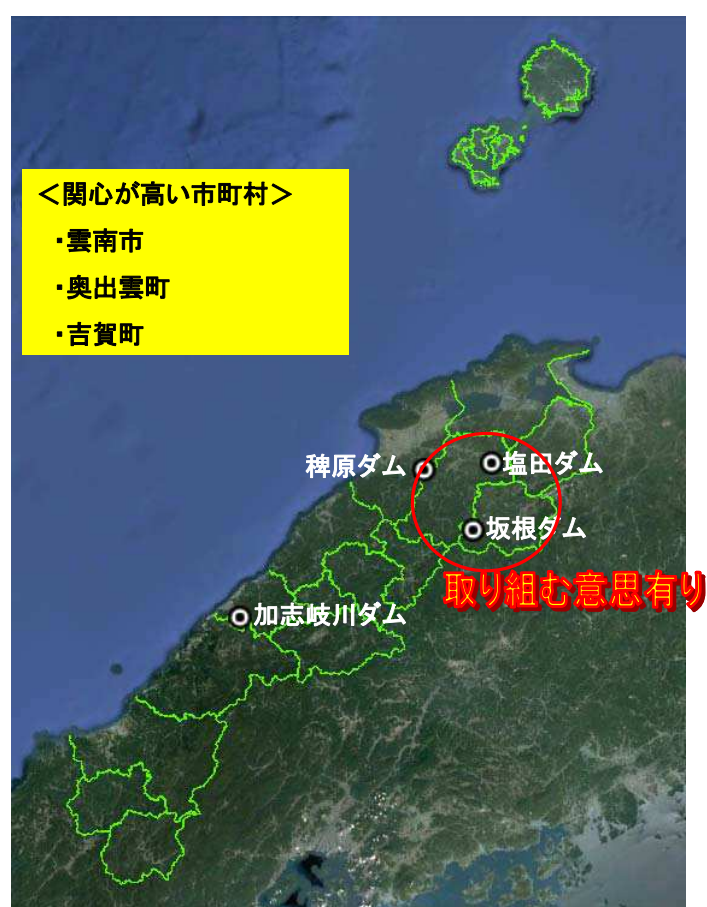 ＜関心が高い市町村＞
・雲南市
・奥出雲町
・吉賀町
稗原ダム
塩田ダム
坂根ダム
取り組む意思有り
加志岐川ダム